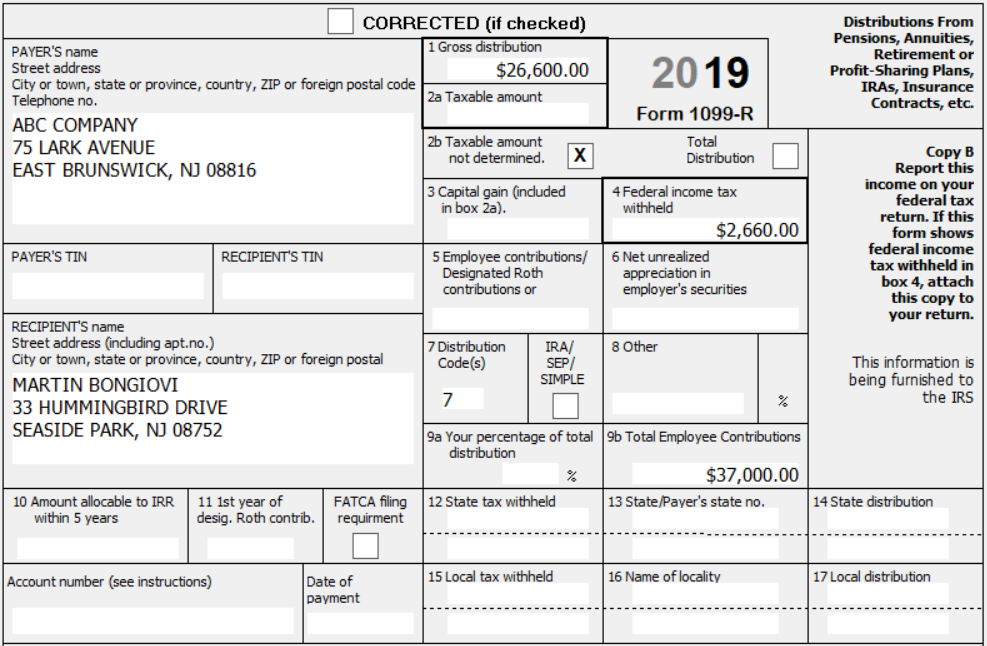 CORRECTED (if checked)
PAYER'S name
Street address
City or town, state or province, country, ZIP or foreign postal code
Telephone no.
ABC COMPANY
75 LARK AVENUE
EAST BRUNSWICK, NJ 08816
1 Gross distribution
$26,600.00
2a Taxable amount
2019
Form 1099-R
Distributions From
Pensions, Annuities,
Retirement or
Profit-Sharing Plans,
IRAs, Insurance
Contracts, etc.
2b Taxable amount
not determined.
X
Total
Distribution
Copy B
Report this
income on your
federal tax
return. If this
form shows
federal income
tax withheld in
box 4, attach
this copy to
your return.
This information is
being furnished to
the IRS
3 Capital gain (included
in box 2a).
4 Federal income tax
withheld
$2,660.00
PAYER'S TIN
RECIPIENT'S TIN
5 Employee contributions/
Designated Roth
contributions or
6 Net unrealized
appreciation in
employer's securities
RECIPIENT'S name
Street address (including apt.no.)
City or town, state or province, country, ZIP or foreign postal
MARTIN BONGIOVI
33 HUMMINGBIRD DRIVE
SEASIDE PARK, NJ 08752
7 Distribution
Code(s)
7
IRA/
SEP/
SIMPLE
8 Other
%
9a Your percentage of total
distribution
%
9b Total Employee Contributions
$37,000.00
10 Amount allocable to IRR
within 5 years
11 1st year of
desig. Roth contrib.
FATCA filing
requirment
12 State tax withheld
13 State/Payer's state no.
14 State distribution
Account number (see instructions)
Date of
payment
15 Local tax withheld
16 Name of locality
17 Local distribution